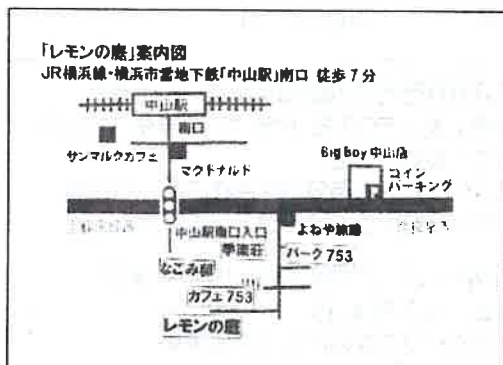 「レモンの庭」案内図
JR横浜線・横浜市営地下鉄「中山駅」南口 徒歩7分
中山駅
南口
サンマルクカフェ
マクドナルド
Big Boy 中山店
コイン
パーキング
中山駅南口入口
よねや
季楽荘
パーク753
なごみ邸
カフェ753
レモンの庭